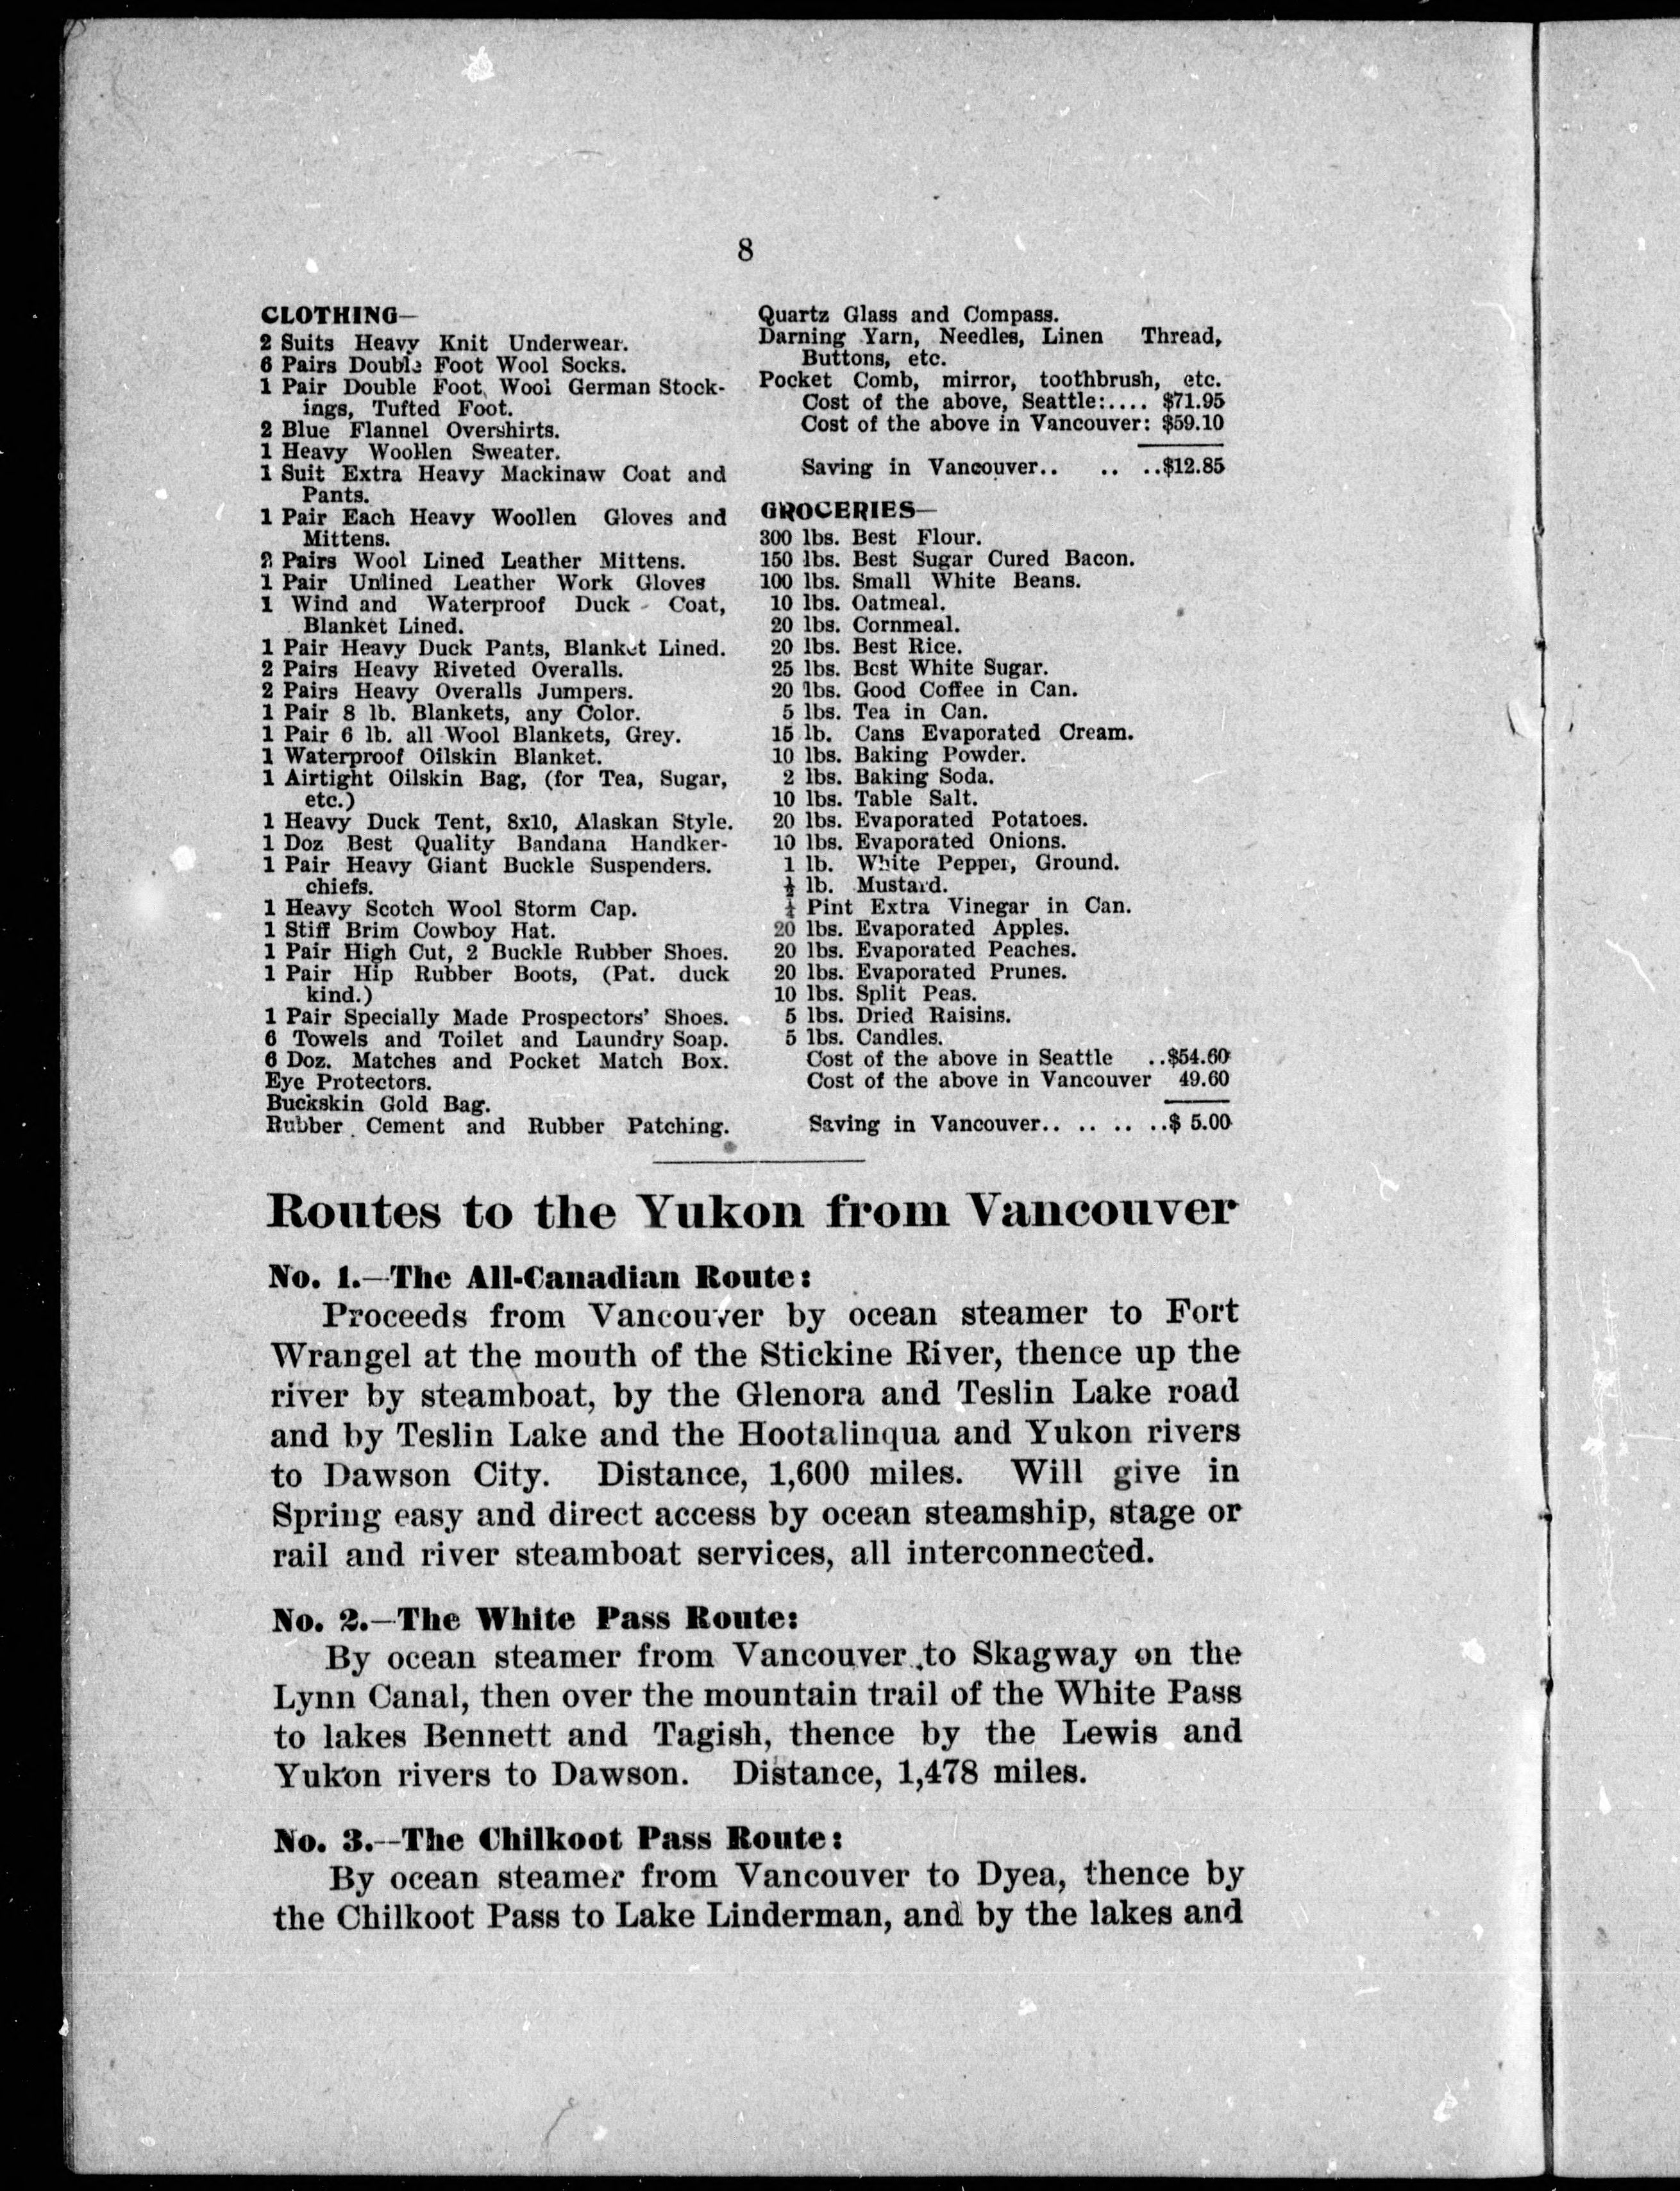 8
CLOTHING—
2 Suits Heavy Knit Underwear.
6 Pairs Double Foot Wool Socks.
1 Pair Double Foot, Wool German Stock-
ings, Tufted Foot.
2 Blue Flannel Overshirts.
1 Heavy Woollen Sweater.
1 Suit Extra Heavy Mackinaw Coat and
Pants.
1 Pair Each Heavy Woollen Gloves and
Mittens.
2 Pairs Wool Lined Leather Mittens.
1 Pair Unlined Leather Work Gloves
1 Wind and Waterproof Duck Coat,
Blanket Lined.
1 Pair Heavy Duck Pants, Blanket Lined.
2 Pairs Heavy Riveted Overalls.
2 Pairs Heavy Overalls Jumpers.
1 Pair 8 lb. Blankets, any Color.
1 Pair 6 lb. all Wool Blankets, Grey.
1 Waterproof Oilskin Blanket.
1 Airtight Oilskin Bag, (for Tea, Sugar,
etc.)
1 Heavy Duck Tent, 8x10, Alaskan Style.
1 Doz Best Quality Bandana Handker-
1 Pair Heavy Giant Buckle Suspenders.
chiefs.
1 Heavy Scotch Wool Storm Cap.
1 Stiff Brim Cowboy Hat.
1 Pair High Cut, 2 Buckle Rubber Shoes.
1 Pair Hip Rubber Boots, (Pat. duck
kind.)
1 Pair Specially Made Prospectors' Shoes.
6 Towels and Toilet and Laundry Soap.
6 Doz. Matches and Pocket Match Box.
Eye Protectors.
Buckskin Gold Bag.
Rubber Cement and Rubber Patching.
Quartz Glass and Compass.
Darning Yarn, Needles, Linen Thread,
Buttons, etc.
Pocket Comb, mirror, toothbrush, etc.
Cost of the above, Seattle:.... $71.95
Cost of the above in Vancouver: $59.10
Saving in Vancouver.. .. ..$12.85
GROCERIES—
300 lbs. Best Flour.
150 lbs. Best Sugar Cured Bacon.
100 lbs. Small White Beans.
10 lbs. Oatmeal.
20 lbs. Cornmeal.
20 lbs. Best Rice.
25 lbs. Best White Sugar.
20 lbs. Good Coffee in Can.
5 lbs. Tea in Can.
15 lb. Cans Evaporated Cream.
10 lbs. Baking Powder.
2 lbs. Baking Soda.
10 lbs. Table Salt.
20 lbs. Evaporated Potatoes.
10 lbs. Evaporated Onions.
1 lb. White Pepper, Ground.
½ lb. Mustard.
Pint Extra Vinegar in Can.
20 lbs. Evaporated Apples.
20 lbs. Evaporated Peaches.
20 lbs. Evaporated Prunes.
10 lbs. Split Peas.
5 lbs. Dried Raisins.
5 lbs. Candles.
Cost of the above in Seattle ..$54.60
Cost of the above in Vancouver 49.60
Saving in Vancouver.. .. .. ..$ 5.00
Routes to the Yukon from Vancouver
No. 1.—The All-Canadian Route:
Proceeds from Vancouver by ocean steamer to Fort
Wrangel at the mouth of the Stickine River, thence up the
river by steamboat, by the Glenora and Teslin Lake road
and by Teslin Lake and the Hootalinqua and Yukon rivers
to Dawson City. Distance, 1,600 miles. Will give in
Spring easy and direct access by ocean steamship, stage or
rail and river steamboat services, all interconnected.
No. 2.—The White Pass Route:
By ocean steamer from Vancouver to Skagway on the
Lynn Canal, then over the mountain trail of the White Pass
to lakes Bennett and Tagish, thence by the Lewis and
Yukon rivers to Dawson. Distance, 1,478 miles.
No. 3.--The Chilkoot Pass Route:
By ocean steamer from Vancouver to Dyea, thence by
the Chilkoot Pass to Lake Linderman, and by the lakes and